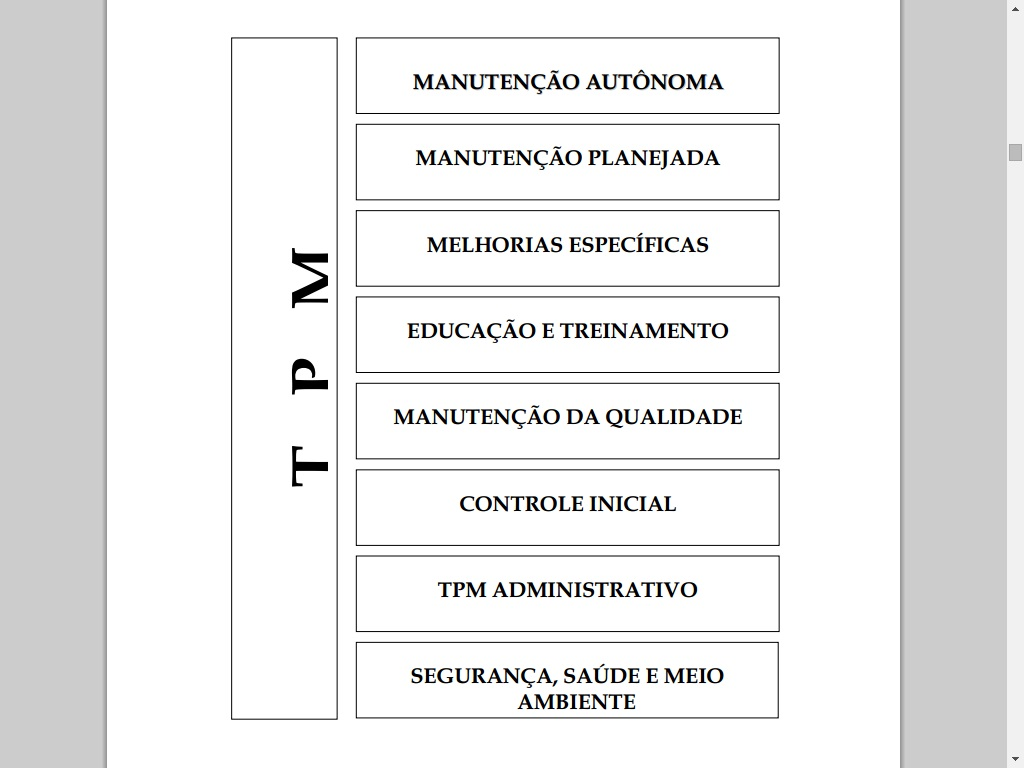 T P M
MANUTENÇÃO AUTÔNOMA
MANUTENÇÃO PLANEJADA
MELHORIAS ESPECÍFICAS
EDUCAÇÃO E TREINAMENTO
MANUTENÇÃO DA QUALIDADE
CONTROLE INICIAL
TPM ADMINISTRATIVO
SEGURANÇA, SAÚDE E MEIO
AMBIENTE